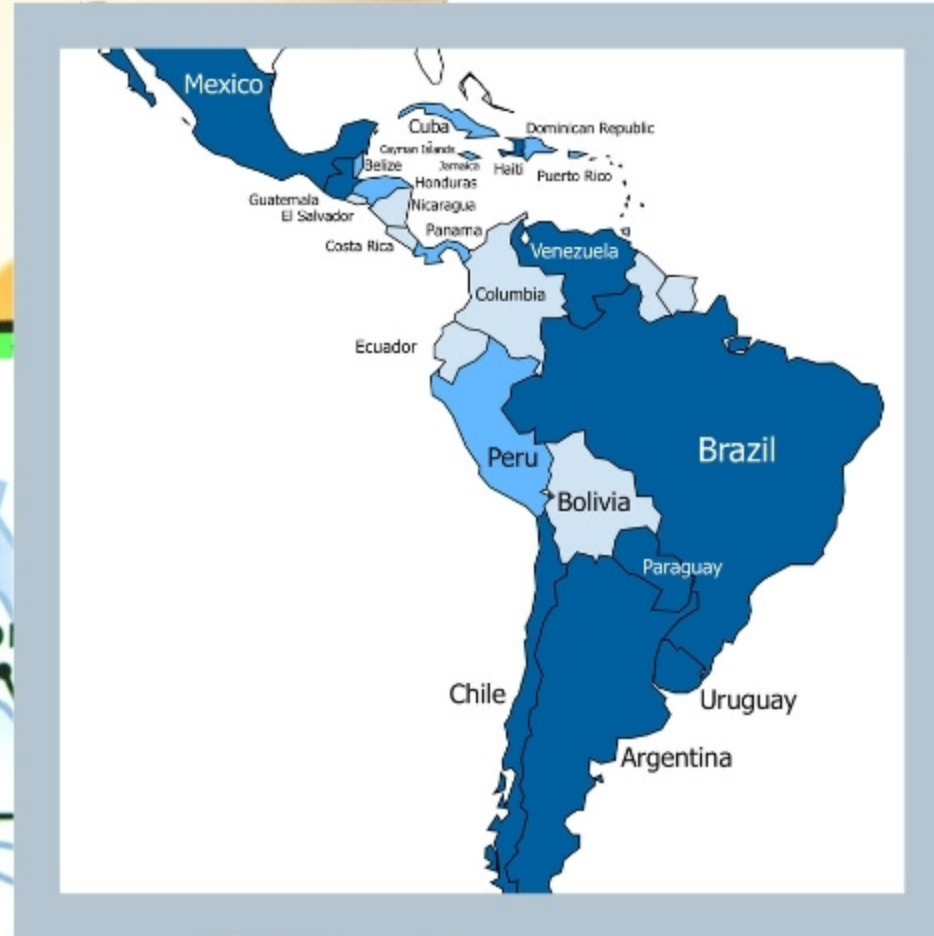 Mexico
Cuba
Dominican Republic
Cayman Islands
Jamaica
Haiti
Puerto Rico
Belize
Honduras
Guatemala
El Salvador
Nicaragua
Costa Rica
Panama
Venezuela
Columbia
Ecuador
Peru
Brazil
Bolivia
Paraguay
Chile
Uruguay
Argentina